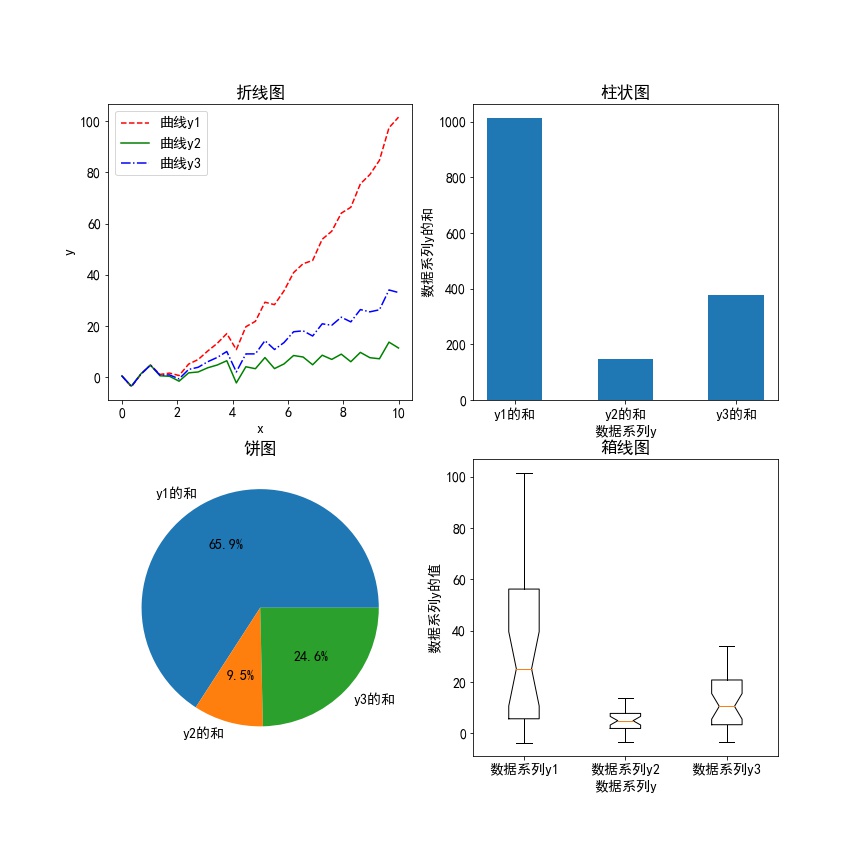 折线图
曲线y1
曲线y2
曲线y3
100
80
60
40
20
0
y
0 2 4 6 8 10
x
柱状图
1000
800
600
400
200
0
数据系列y的和
y1的和 y2的和 y3的和
数据系列y
饼图
y1的和
65.9%
9.5%
24.6%
y3的和
y2的和
箱线图
100
80
60
40
20
0
数据系列y的值
数据系列y1 数据系列y2 数据系列y3
数据系列y